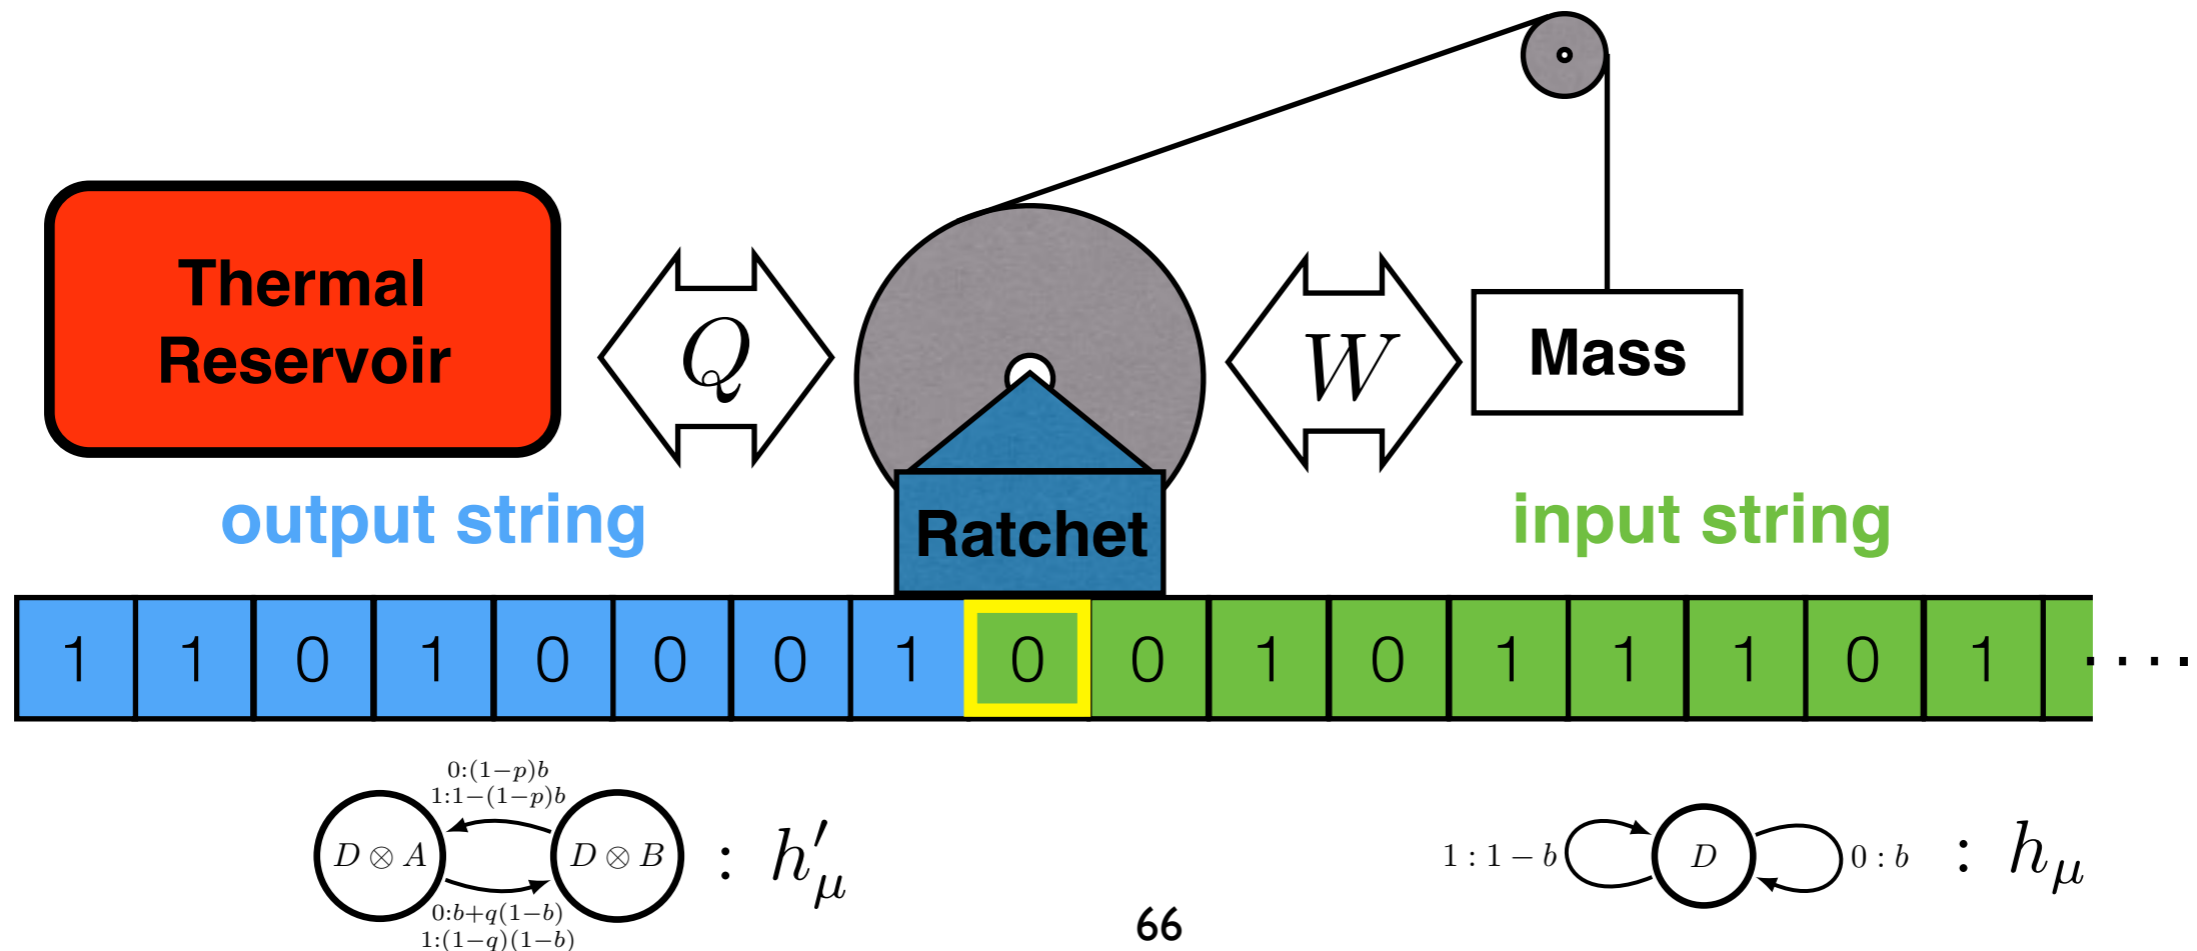 Thermal
Reservoir
Q
W
Mass
output string
Ratchet
input string
1 1 0 1 0 0 0 1 0 0 1 0 1 1 1 0 1 ....
0:(1−p)b
1:1−(1−p)b
D ⊗ A
D ⊗ B
: h′μ
0:b+q(1−b)
1:(1−q)(1−b)
1 : 1 − b
D
0 : b
: hμ
66